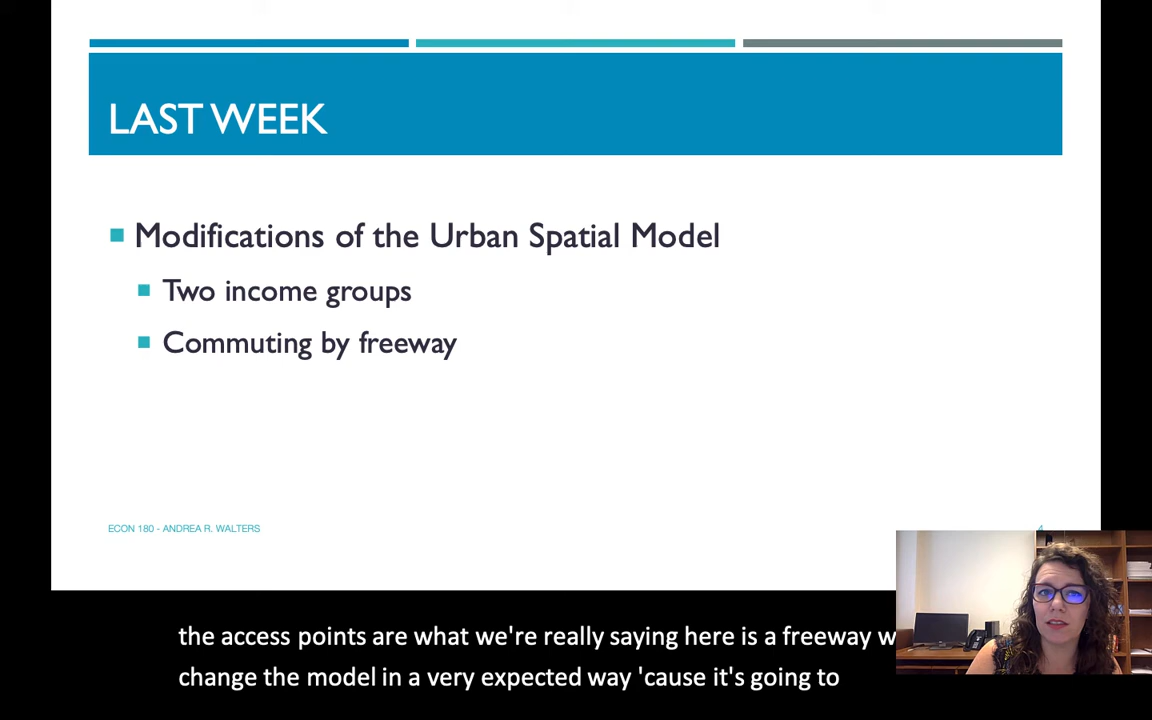 LAST WEEK
Modifications of the Urban Spatial Model
Two income groups
Commuting by freeway
ECON 180 - ANDREA R. WALTERS
4
the access points are what we're really saying here is a freeway
change the model in a very expected way 'cause it's going to